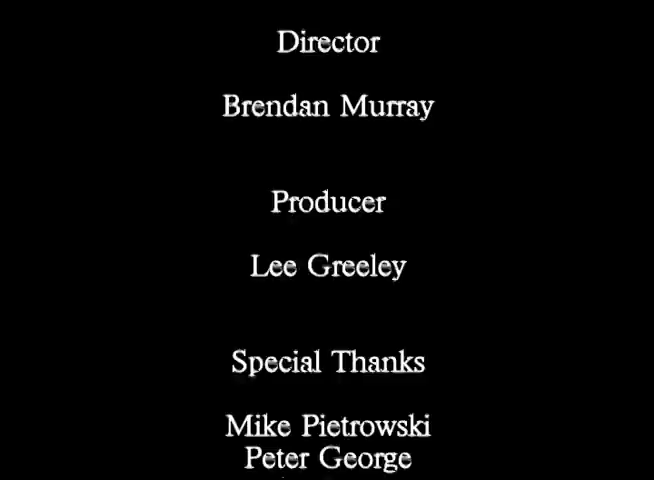 Director
Brendan Murray
Producer
Lee Greeley
Special Thanks
Mike Pietrowski
Peter George